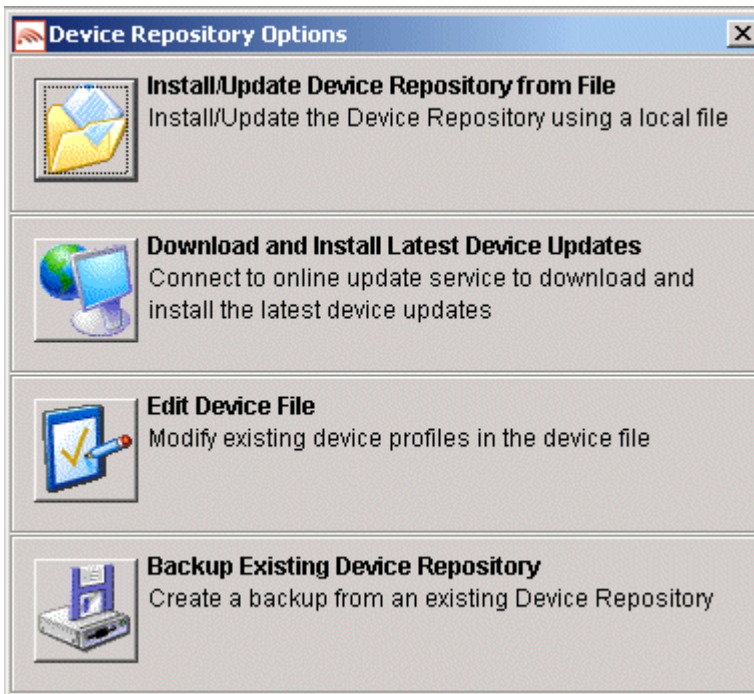 Device Repository Options
Install/Update Device Repository from File
Install/Update the Device Repository using a local file
Download and Install Latest Device Updates
Connect to online update service to download and
install the latest device updates
Edit Device File
Modify existing device profiles in the device file
Backup Existing Device Repository
Create a backup from an existing Device Repository